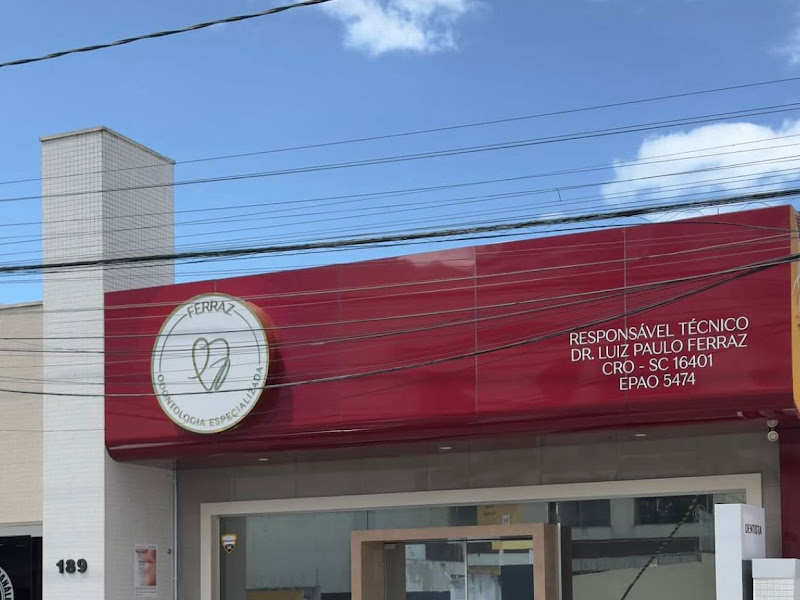 FERRAZ
ODONTOLOGIA ESPECIALIZADA
RESPONSÁVEL TÉCNICO
DR. LUIZ PAULO FERRAZ
CRO - SC 16401
EPAO 5474
189
DENTISTA